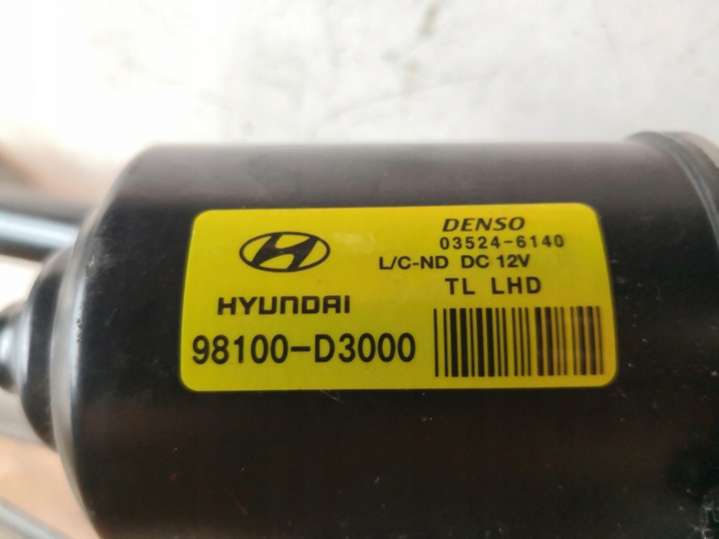 DENSO
03524-6140
L/C-ND DC 12V
TL LHD
HYUNDAI
98100-D3000